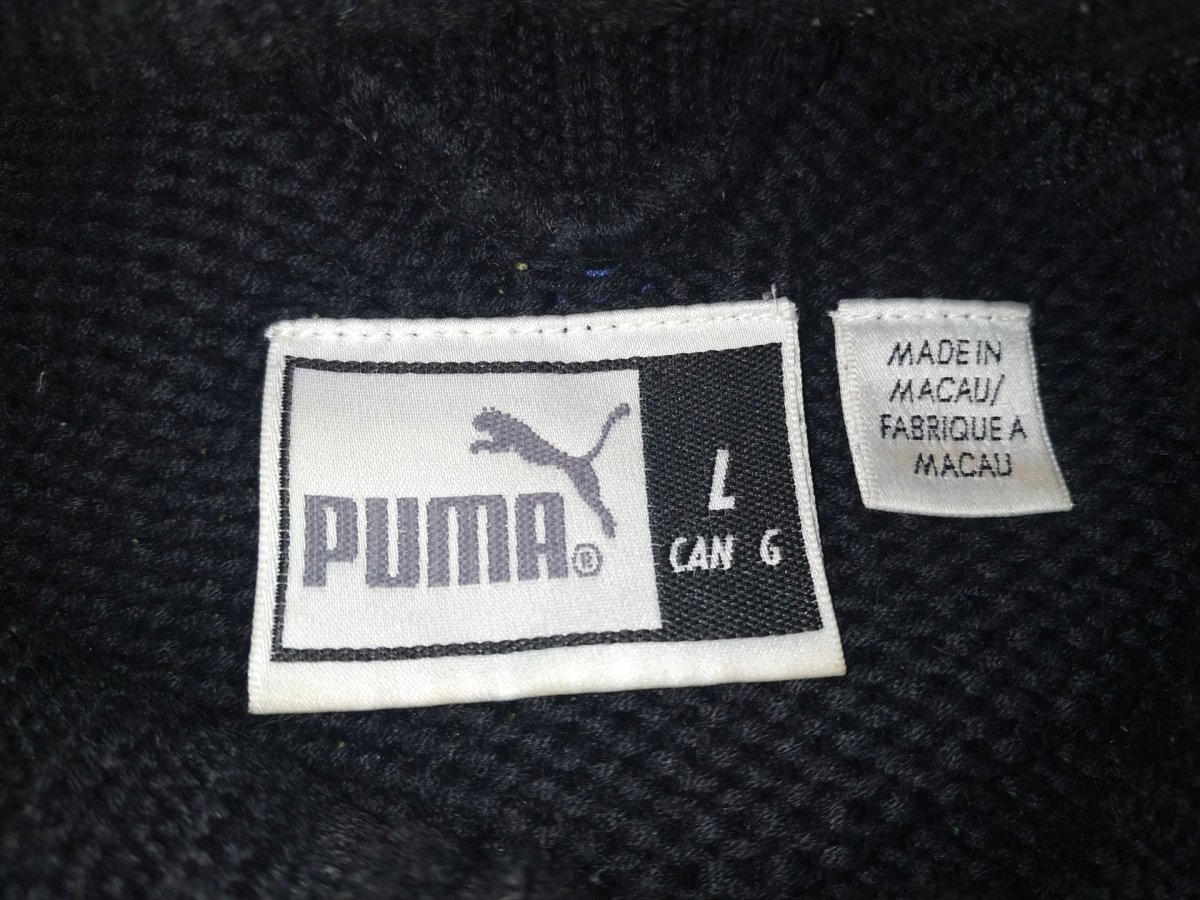 PUMA®
L
CAN G
MADE IN
MACAU/
FABRIQUE A
MACAU